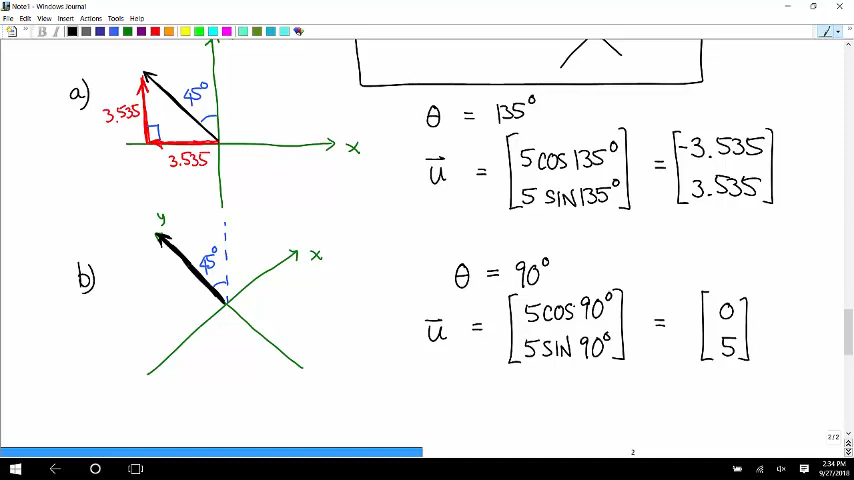 Note1 - Windows Journal
File Edit View Insert Actions Tools Help
B I
a)
45°
3.535
3.535
x
θ = 135°
u = [5 cos 135° 5 sin 135°] = [-3.535 3.535]
y
b)
45°
x
θ = 90°
u = [5 cos 90° 5 sin 90°] = [0 5]
2/2
2
2:34 PM
9/27/2018